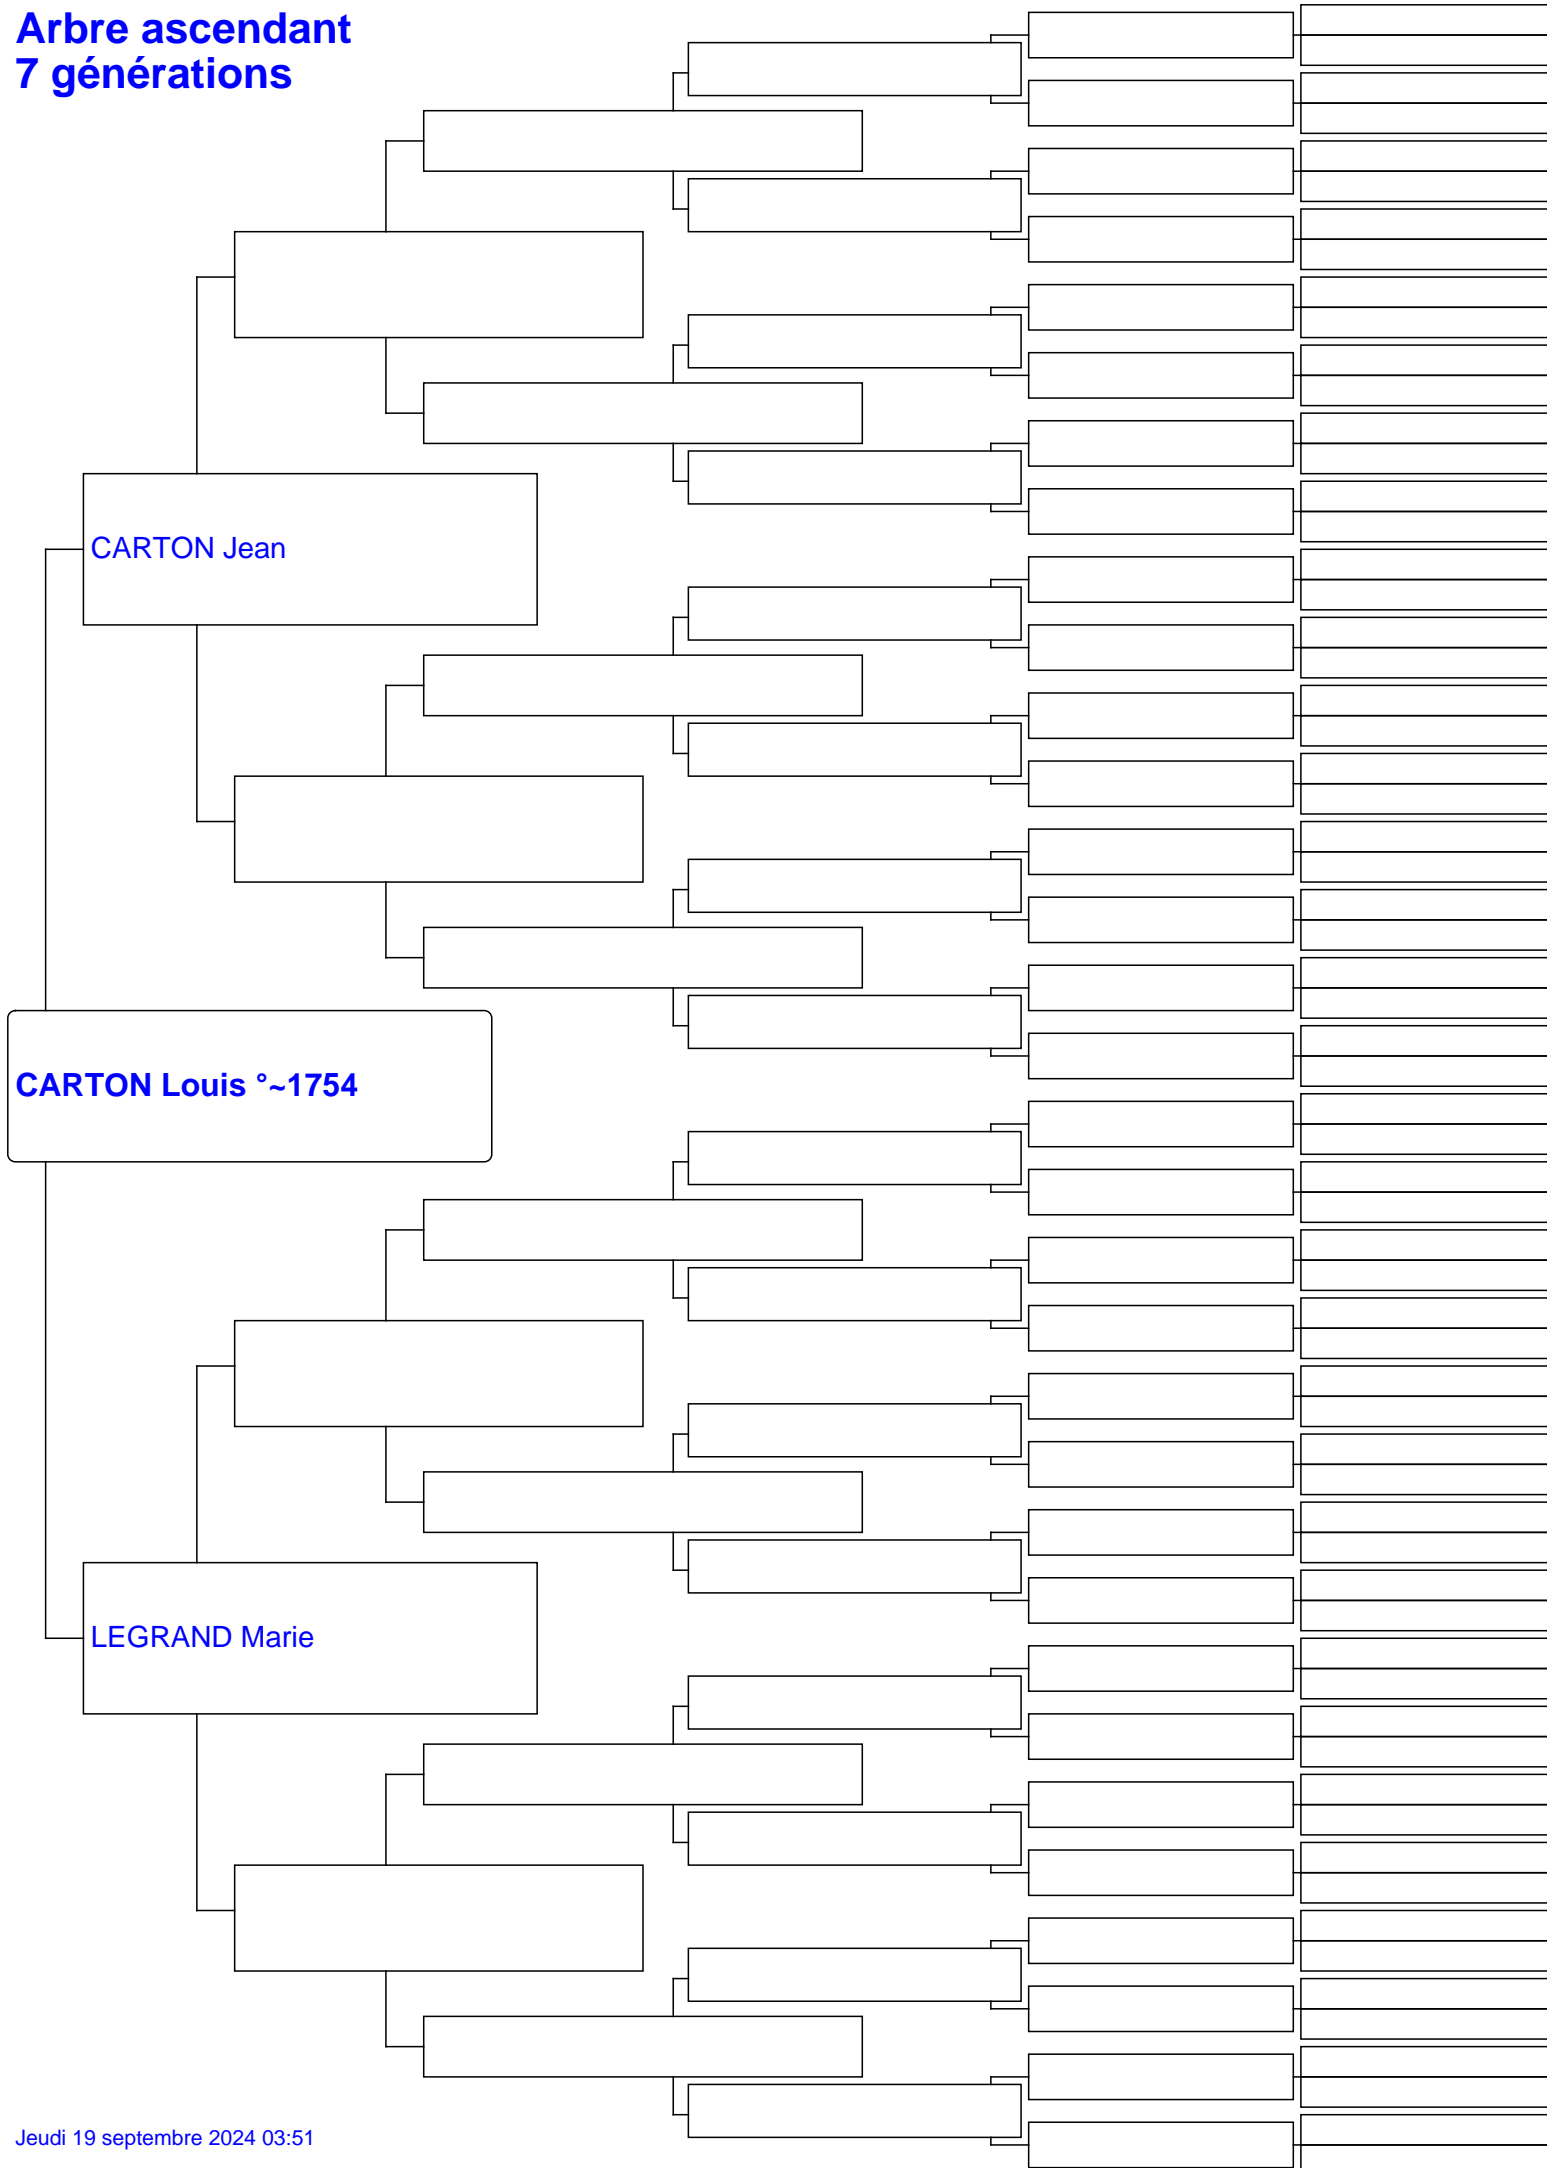 Arbre ascendant
7 générations
CARTON Jean
CARTON Louis °~1754
LEGRAND Marie
Jeudi 19 septembre 2024 03:51